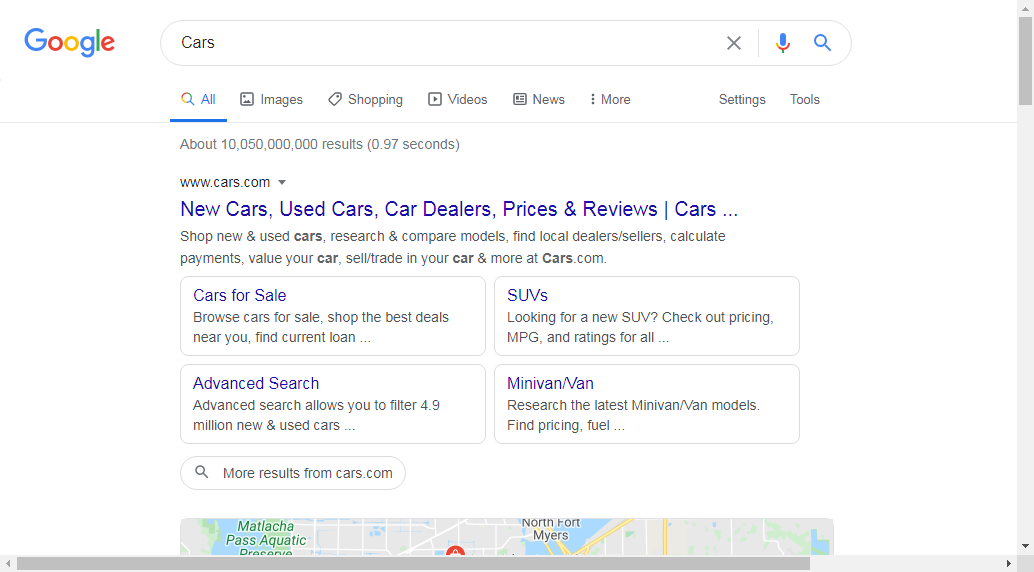 Google
Cars
All
Images
Shopping
Videos
News
More
Settings
Tools
About 10,050,000,000 results (0.97 seconds)
www.cars.com
New Cars, Used Cars, Car Dealers, Prices & Reviews | Cars ...
Shop new & used cars, research & compare models, find local dealers/sellers, calculate
payments, value your car, sell/trade in your car & more at Cars.com.
Cars for Sale
Browse cars for sale, shop the best deals
near you, find current loan ...
SUVs
Looking for a new SUV? Check out pricing,
MPG, and ratings for all ...
Advanced Search
Advanced search allows you to filter 4.9
million new & used cars ...
Minivan/Van
Research the latest Minivan/Van models.
Find pricing, fuel ...
More results from cars.com
Matlacha
Pass Aquatic
Preserve
North Fort
Myers